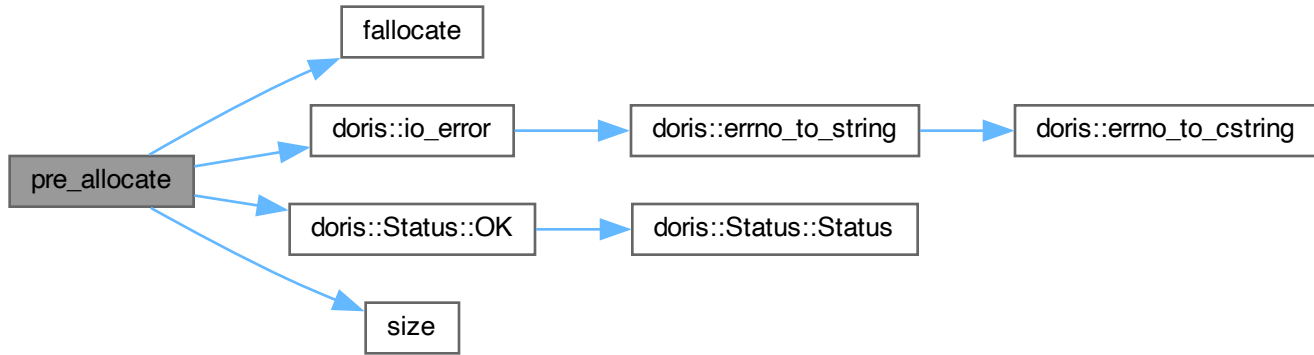 fallocate
doris::io_error
doris::errno_to_string
doris::errno_to_cstring
pre_allocate
doris::Status::OK
doris::Status::Status
size